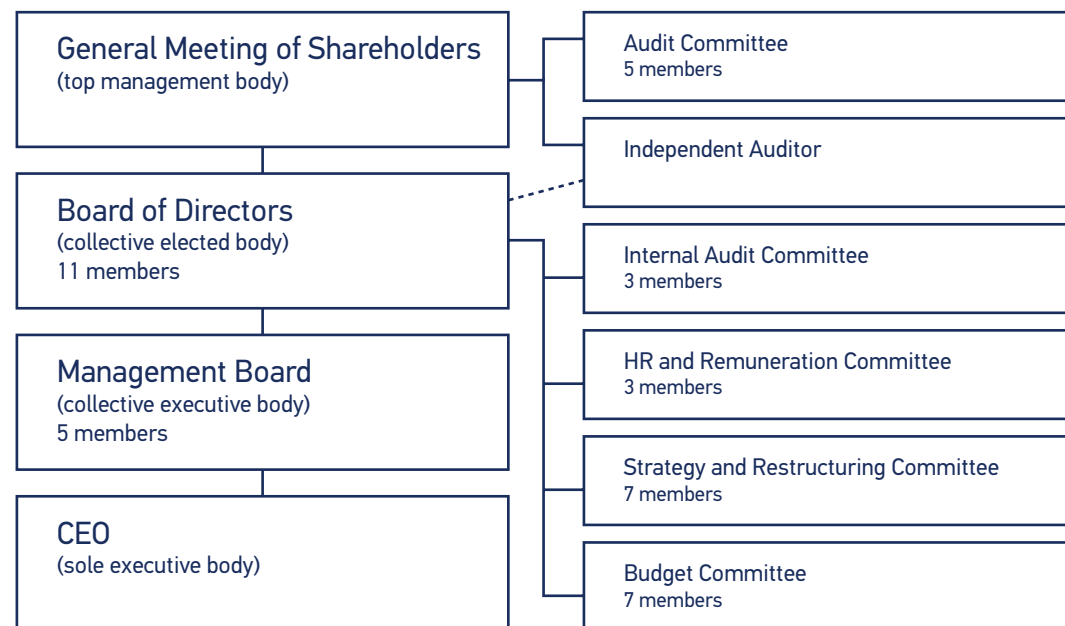 General Meeting of Shareholders
(top management body)
Board of Directors
(collective elected body)
11 members
Management Board
(collective executive body)
5 members
CEO
(sole executive body)
Audit Committee
5 members
Independent Auditor
Internal Audit Committee
3 members
HR and Remuneration Committee
3 members
Strategy and Restructuring Committee
7 members
Budget Committee
7 members